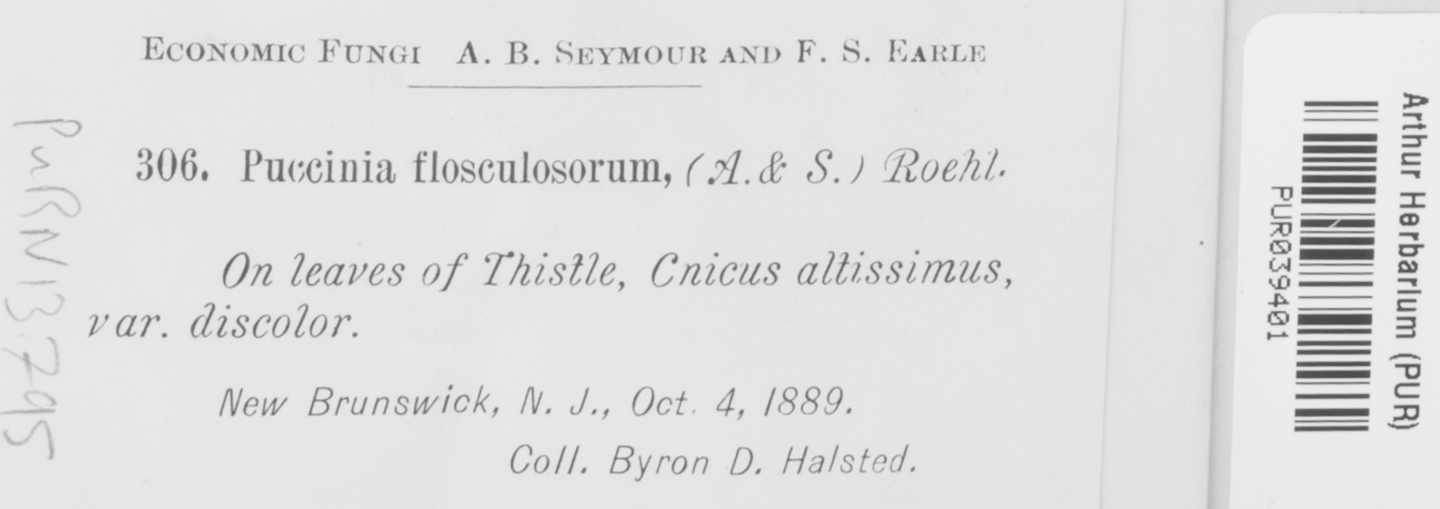 ECONOMIC FUNGI A. B. SEYMOUR AND F. S. EARLE
306. Puccinia flosculosorum, (A. & S.) Roehl.
On leaves of Thistle, Cnicus altissimus,
var. discolor.
New Brunswick, N. J., Oct. 4, 1889.
Coll. Byron D. Halsted.
PURN13795
Arthur Herbarium (PUR)
PUR039401